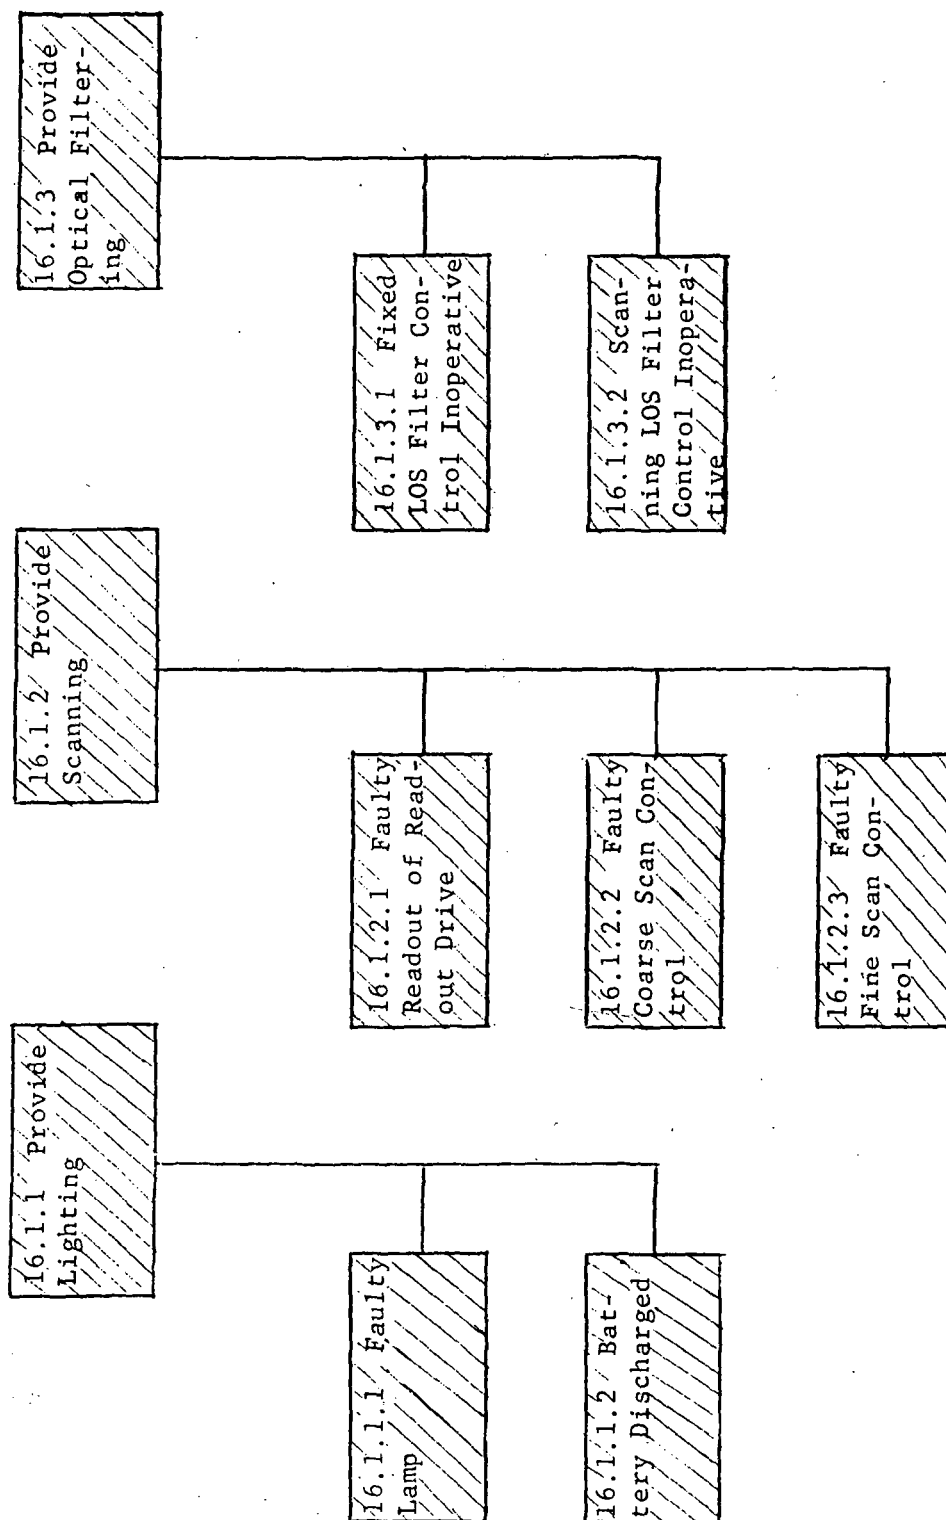 16.1.1 Provide
Lighting
16.1.1.1 Faulty
Lamp
16.1.1.2 Bat-
tery Discharged
16.1.2 Provide
Scanning
16.1.2.1 Faulty
Readout of Read-
out Drive
16.1.2.2 Faulty
Coarse Scan Con-
trol
16.1.2.3 Faulty
Fine Scan Con-
trol
16.1.3 Provide
Optical Filter-
ing
16.1.3.1 Fixed
LOS Filter Con-
trol Inoperative
16.1.3.2 Scan-
ning LOS Filter
Control Inopera-
tive